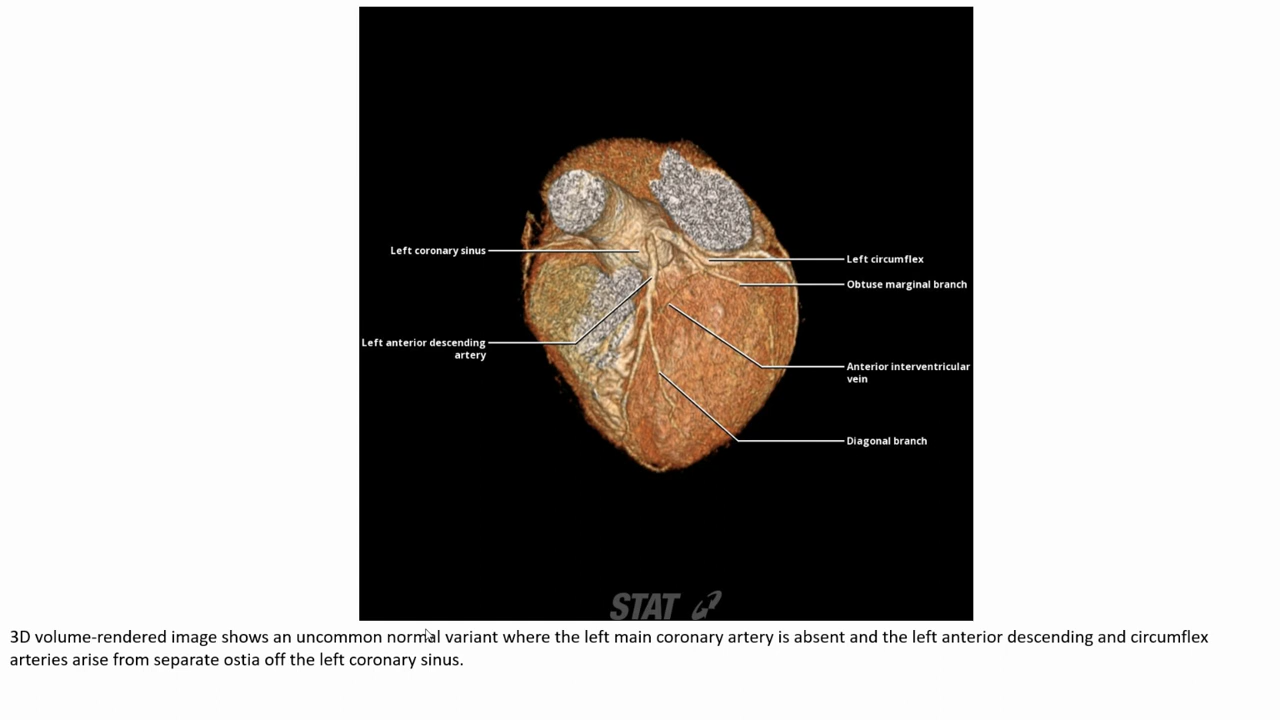 Left coronary sinus
Left circumflex
Obtuse marginal branch
Left anterior descending
artery
Anterior interventricular
vein
Diagonal branch
STAT
3D volume-rendered image shows an uncommon normal variant where the left main coronary artery is absent and the left anterior descending and circumflex
arteries arise from separate ostia off the left coronary sinus.